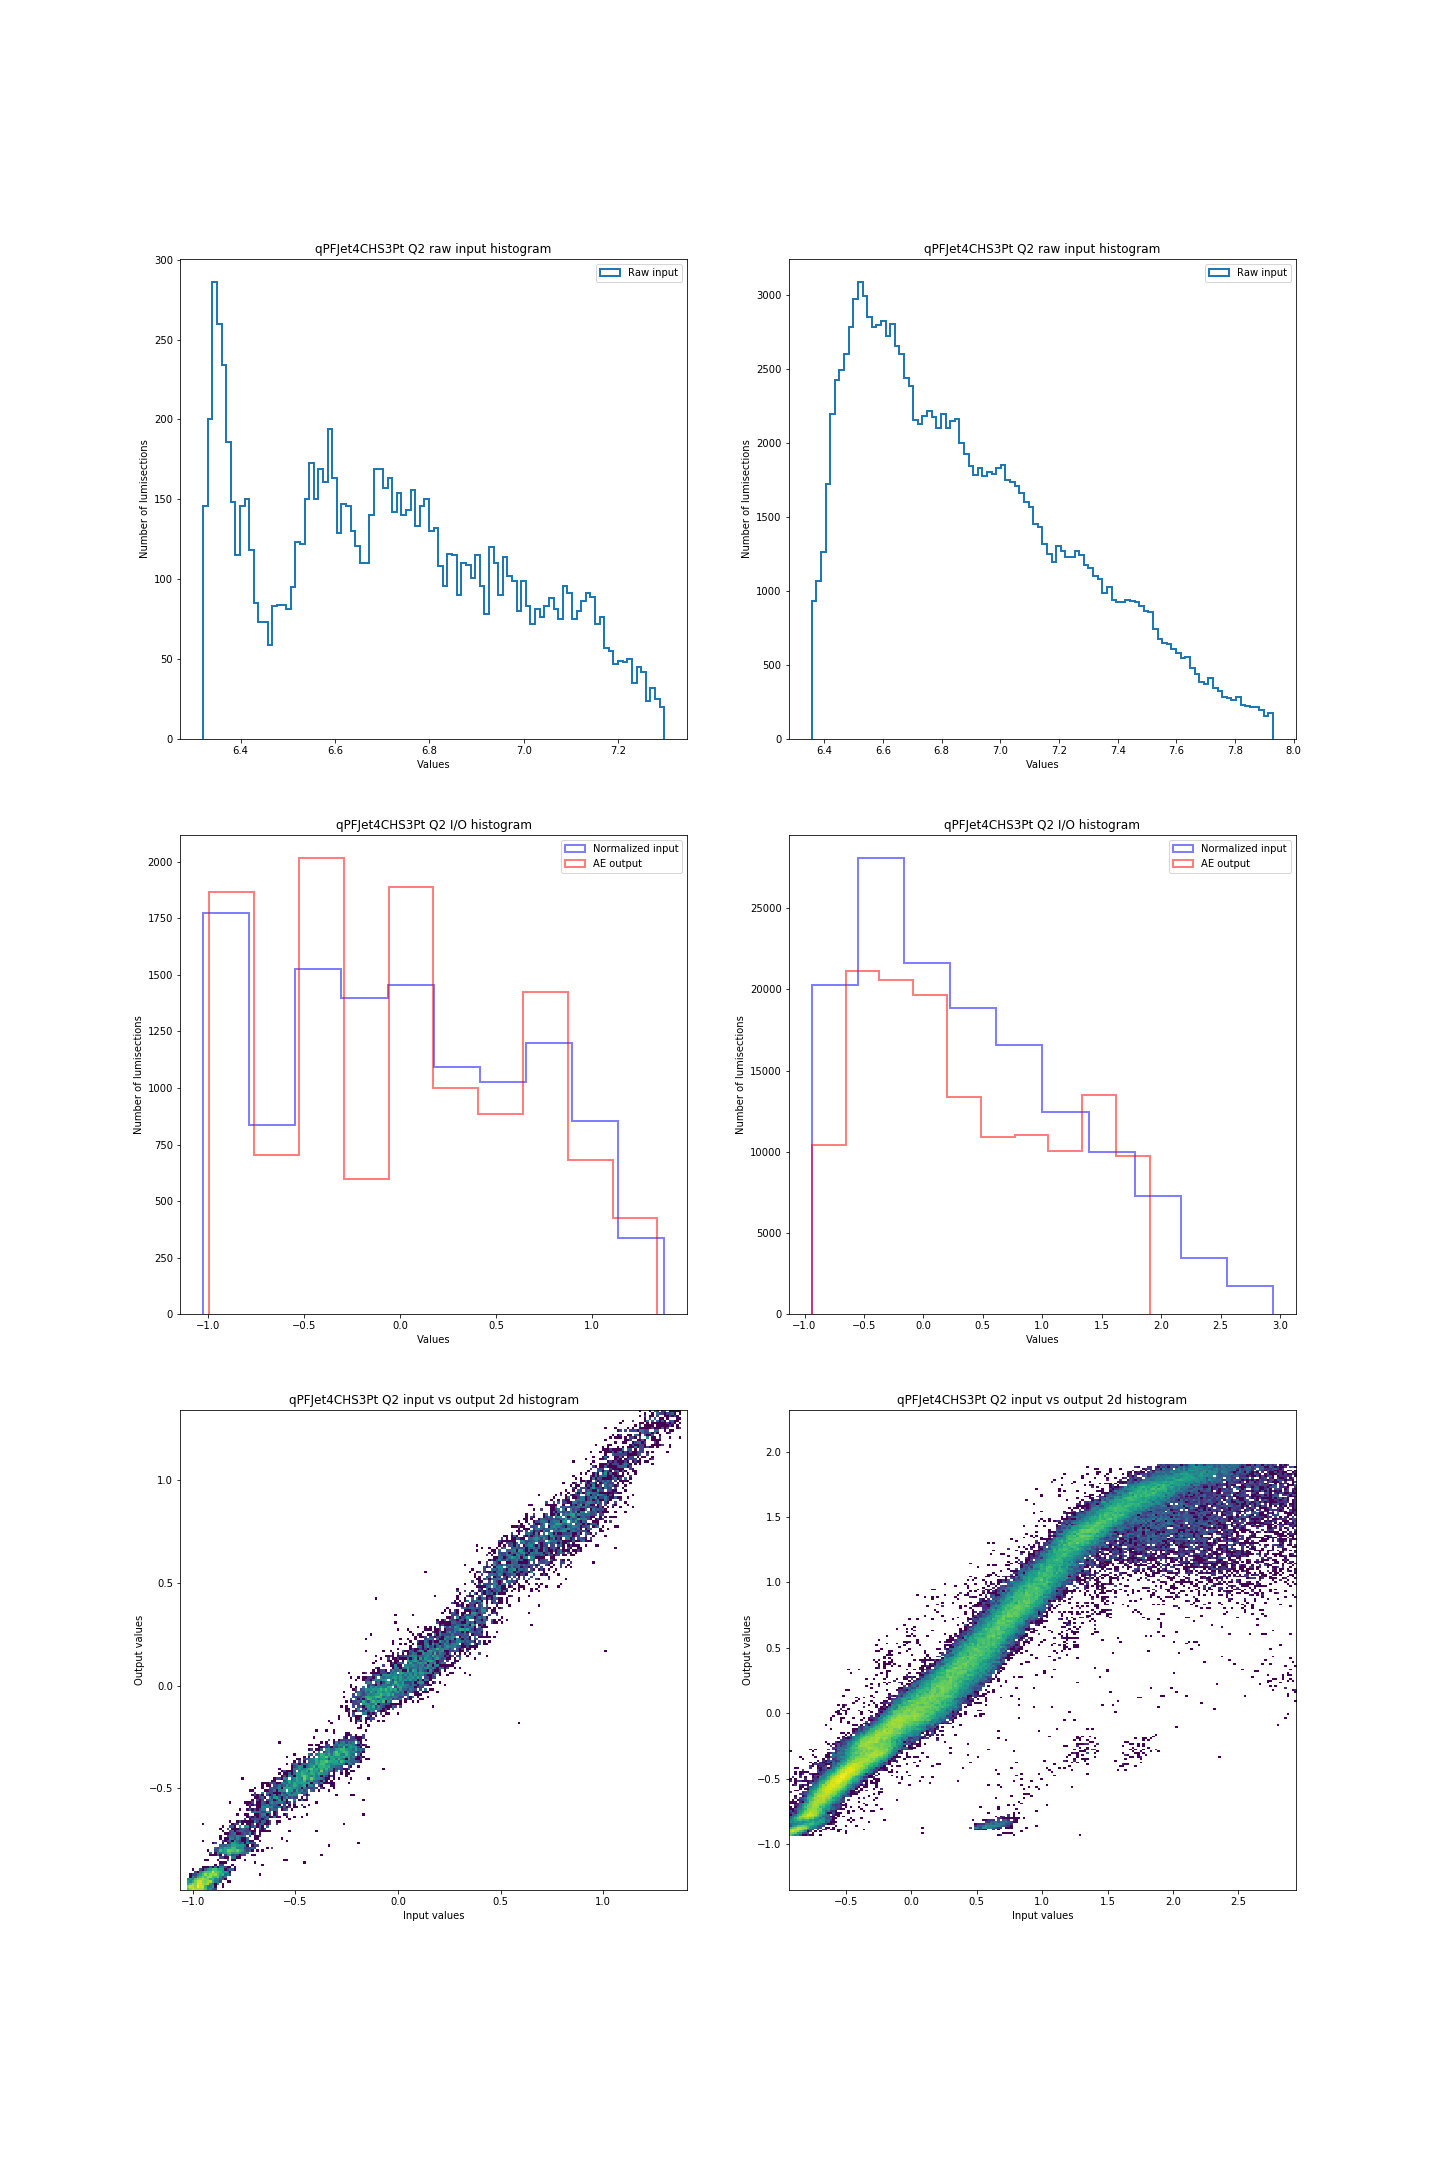 qPFJet4CHS3Pt Q2 raw input histogram
300
250
200
150
100
50
0
Number of lumisections
Raw input
6.4 6.6 6.8 7.0 7.2
Values
qPFJet4CHS3Pt Q2 raw input histogram
3000
2500
2000
1500
1000
500
0
Number of lumisections
Raw input
6.4 6.6 6.8 7.0 7.2 7.4 7.6 7.8 8.0
Values
qPFJet4CHS3Pt Q2 I/O histogram
2000
1750
1500
1250
1000
750
500
250
0
Number of lumisections
Normalized input
AE output
−1.0 −0.5 0.0 0.5 1.0
Values
qPFJet4CHS3Pt Q2 I/O histogram
25000
20000
15000
10000
5000
0
Number of lumisections
Normalized input
AE output
−1.0 −0.5 0.0 0.5 1.0 1.5 2.0 2.5 3.0
Values
qPFJet4CHS3Pt Q2 input vs output 2d histogram
1.0
0.5
0.0
−0.5
Output values
−1.0 −0.5 0.0 0.5 1.0
Input values
qPFJet4CHS3Pt Q2 input vs output 2d histogram
2.0
1.5
1.0
0.5
0.0
−0.5
−1.0
Output values
−0.5 0.0 0.5 1.0 1.5 2.0 2.5
Input values